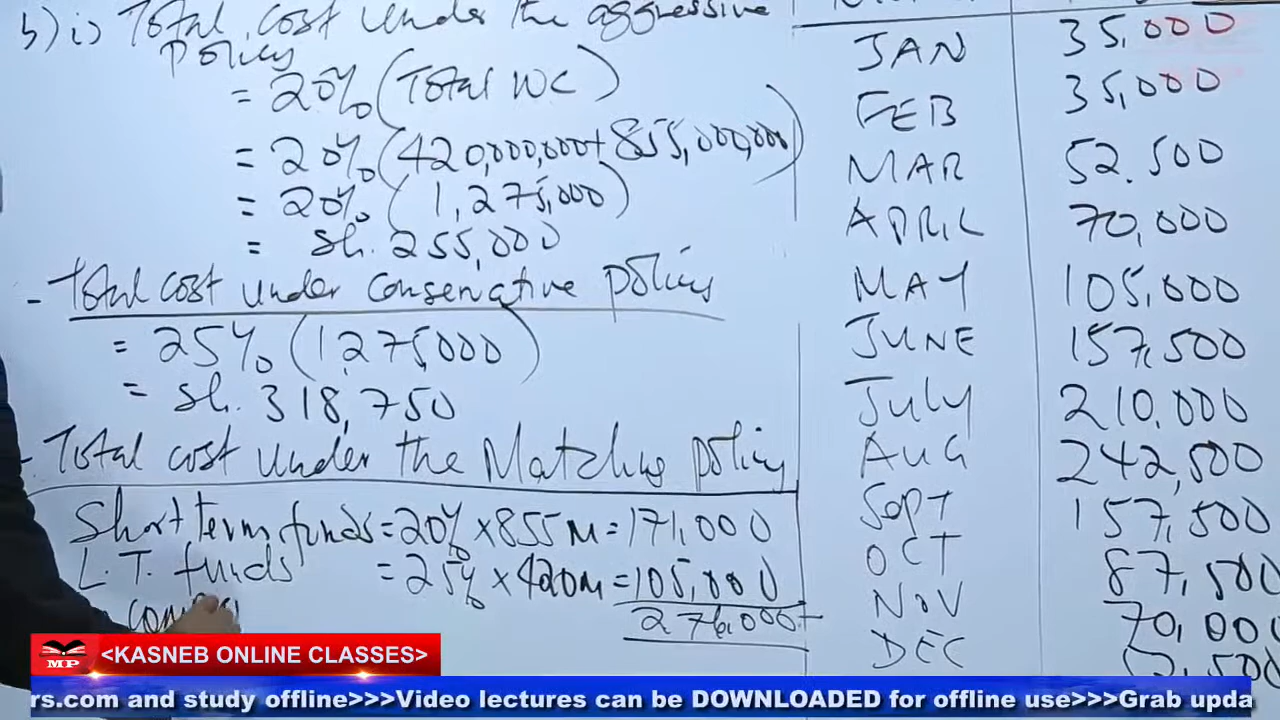 b) i) Total cost under the aggressive
policy
= 20% (Total WC)
= 20% (420,000,000 + 855,000,000)
= 20% (1,275,000)
= sh. 255,000
- Total cost under conservative policy
= 25% (1,275,000)
= sh. 318,750
- Total cost under the Matching policy
Short term funds = 20% × 855M = 171,000
L.T. funds = 25% × 420M = 105,000
276,000
JAN 35,000
FEB 35,000
MAR 52.500
APRIL 70,000
MAY 105,000
JUNE 157,500
July 210,000
AUG 242,500
SEPT 157,500
OCT 87,500
NOV 70,000
DEC
MP
<KASNEB ONLINE CLASSES>
rs.com and study offline>>>Video lectures can be DOWNLOADED for offline use>>>Grab upda